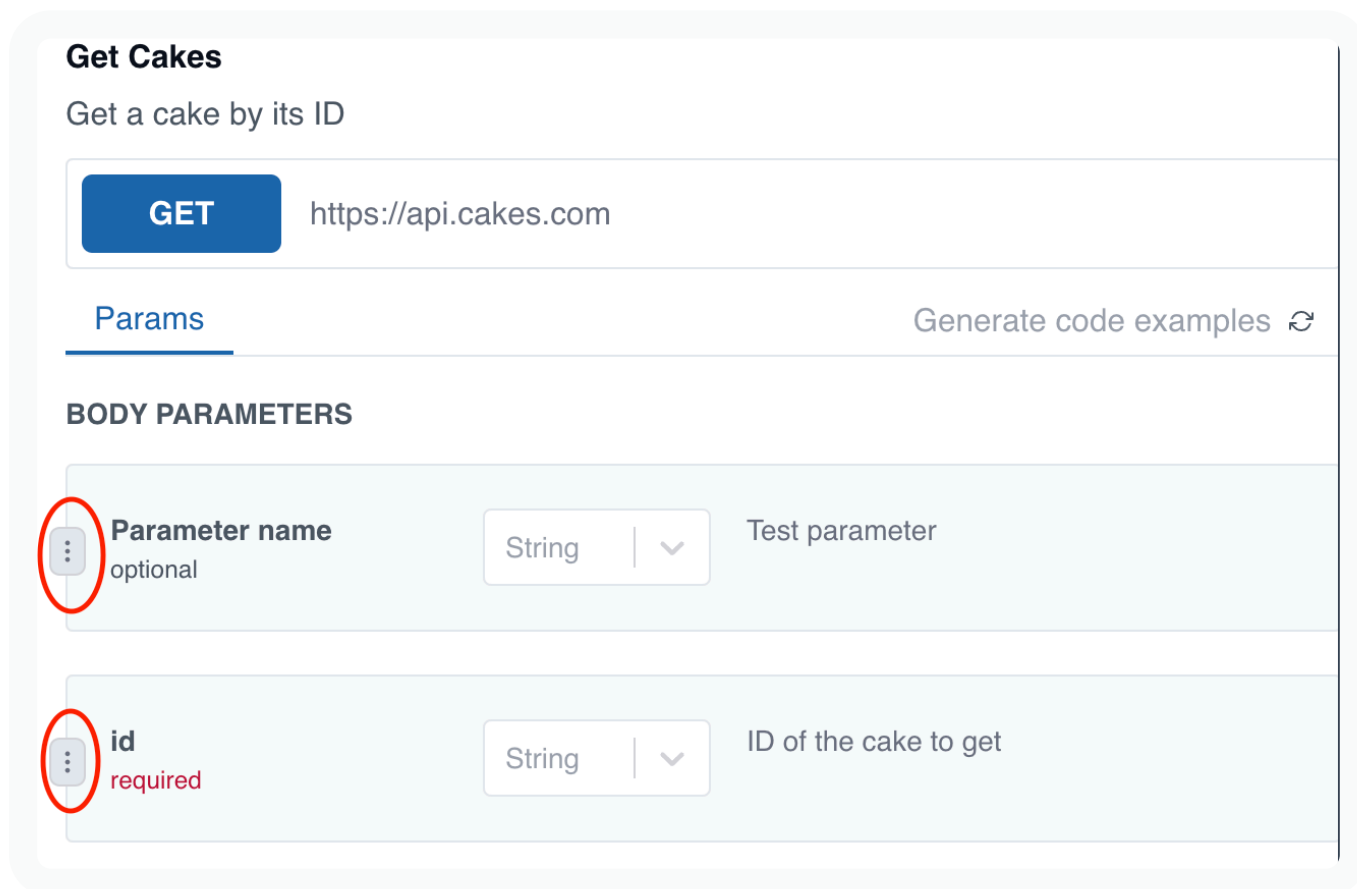 Get Cakes
Get a cake by its ID
GET https://api.cakes.com
Params Generate code examples
BODY PARAMETERS
Parameter name String Test parameter
optional
id String ID of the cake to get
required